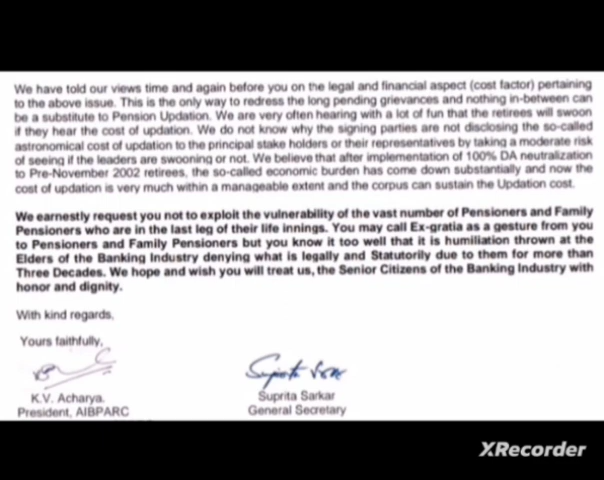 We have told our views time and again before you on the legal and financial aspect (cost factor) pertaining
to the above issue. This is the only way to redress the long pending grievances and nothing in-between can
be a substitute to Pension Updation. We are very often hearing with a lot of fun that the retirees will swoon
if they hear the cost of updation. We do not know why the signing parties are not disclosing the so-called
astronomical cost of updation to the principal stake holders or their representatives by taking a moderate risk
of seeing if the leaders are swooning or not. We believe that after implementation of 100% DA neutralization
to Pre-November 2002 retirees, the so-called economic burden has come down substantially and now the
cost of updation is very much within a manageable extent and the corpus can sustain the Updation cost.
We earnestly request you not to exploit the vulnerability of the vast number of Pensioners and Family
Pensioners who are in the last leg of their life innings. You may call Ex-gratia as a gesture from you
to Pensioners and Family Pensioners but you know it too well that it is humiliation thrown at the
Elders of the Banking Industry denying what is legally and Statutorily due to them for more than
Three Decades. We hope and wish you will treat us, the Senior Citizens of the Banking Industry with
honor and dignity.
With kind regards,
Yours faithfully,
K.V. Acharya.
President, AIBPARC
Suprita Sarkar
General Secretary
XRecorder